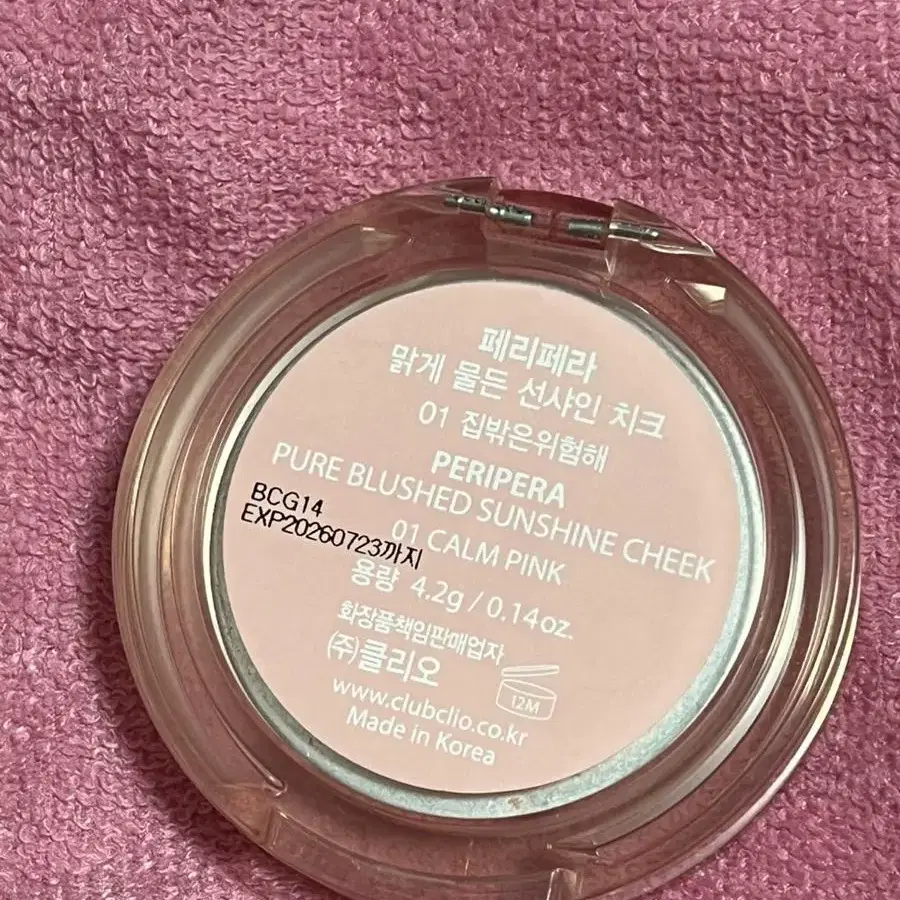 페리페라
맑게 물든 선샤인 치크
01 집밖은위험해
PERIPERA
PURE BLUSHED SUNSHINE CHEEK
01 CALM PINK
BCG14
EXP20260723까지
용량 4.2g / 0.14oz.
화장품책임판매업자
(주)클리오
12M
www.clubclio.co.kr
Made in Korea